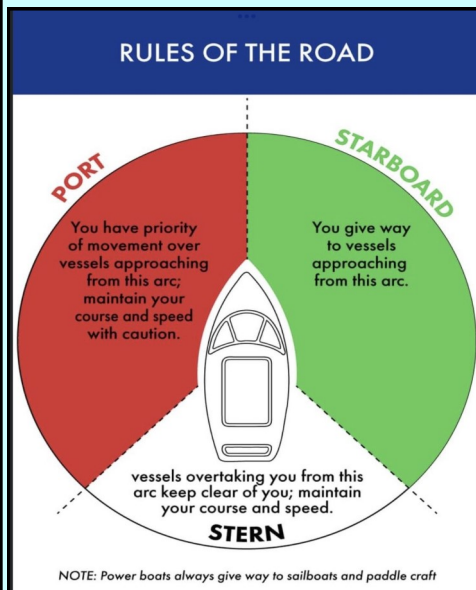 RULES OF THE ROAD
PORT
STARBOARD
You have priority
of movement over
vessels approaching
from this arc;
maintain your
course and speed
with caution.
You give way
to vessels
approaching
from this arc.
vessels overtaking you from this
arc keep clear of you; maintain
your course and speed.
STERN
NOTE: Power boats always give way to sailboats and paddle craft